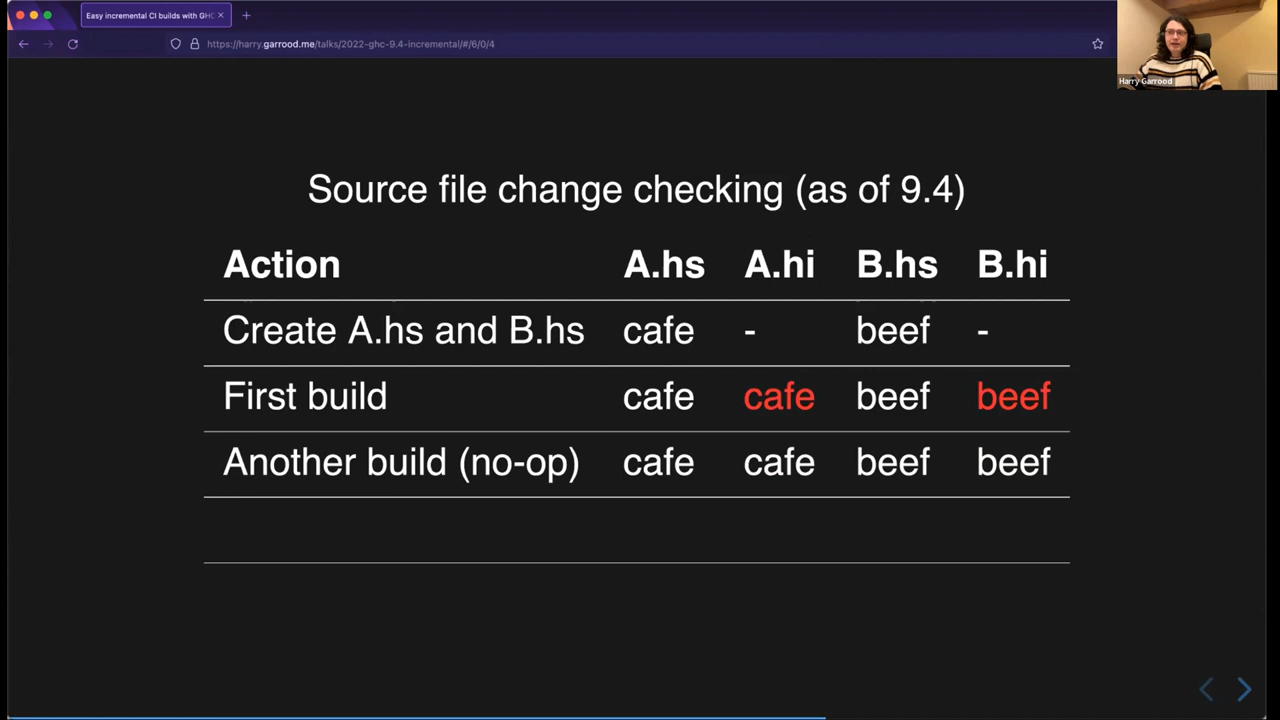 Easy incremental CI builds with GHC
https://harry.garrood.me/talks/2022-ghc-9.4-incremental/#/6/0/4
Harry Garrood
Source file change checking (as of 9.4)
Action A.hs A.hi B.hs B.hi
Create A.hs and B.hs cafe - beef -
First build cafe cafe beef beef
Another build (no-op) cafe cafe beef beef